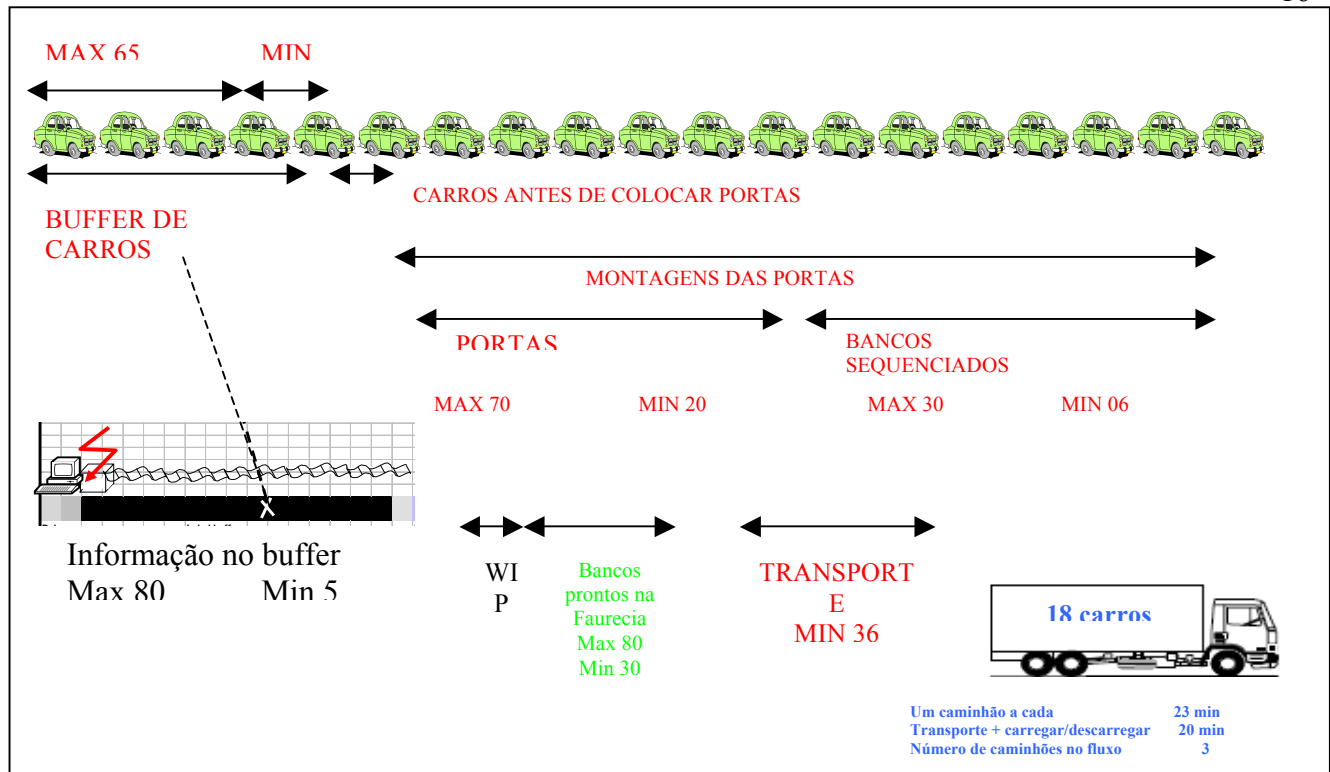 MAX 65
MIN
CARROS ANTES DE COLOCAR PORTAS
BUFFER DE
CARROS
MONTAGENS DAS PORTAS
PORTAS
BANCOS
SEQUENCIADOS
MAX 70
MIN 20
MAX 30
MIN 06
Informação no buffer
Max 80
Min 5
WI
P
Bancos
prontos na
Faurecia
Max 80
Min 30
TRANSPORT
E
MIN 36
18 carros
Um caminhão a cada 23 min
Transporte + carregar/descarregar 20 min
Número de caminhões no fluxo 3